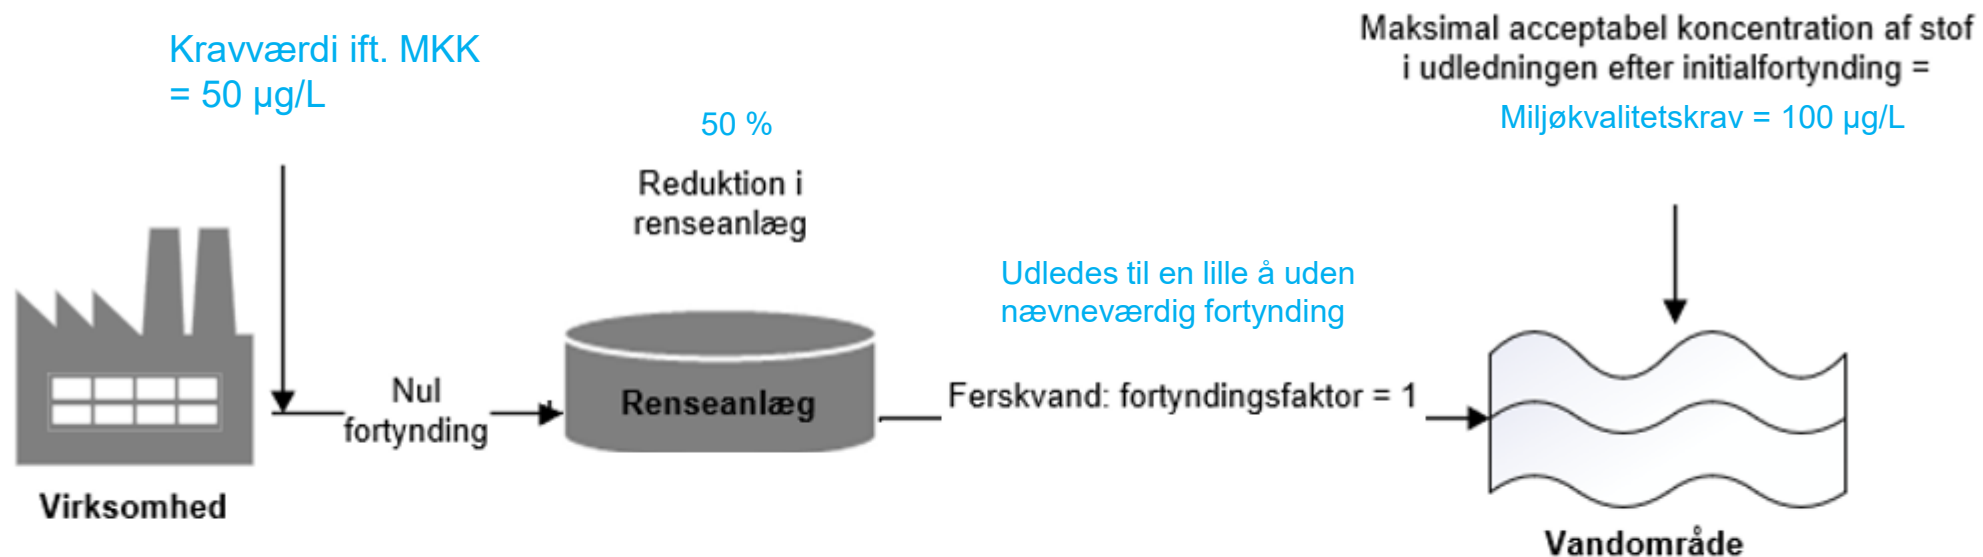 Kravværdi ift. MKK
= 50 µg/L
50 %
Reduktion i
renseanlæg
Maksimal acceptabel koncentration af stof
i udledningen efter initialfortynding =
Miljøkvalitetskrav = 100 µg/L
Udledes til en lille å uden
nævneværdig fortynding
Nul
fortynding
Renseanlæg
Ferskvand: fortyndingsfaktor = 1
Virksomhed
Vandområde